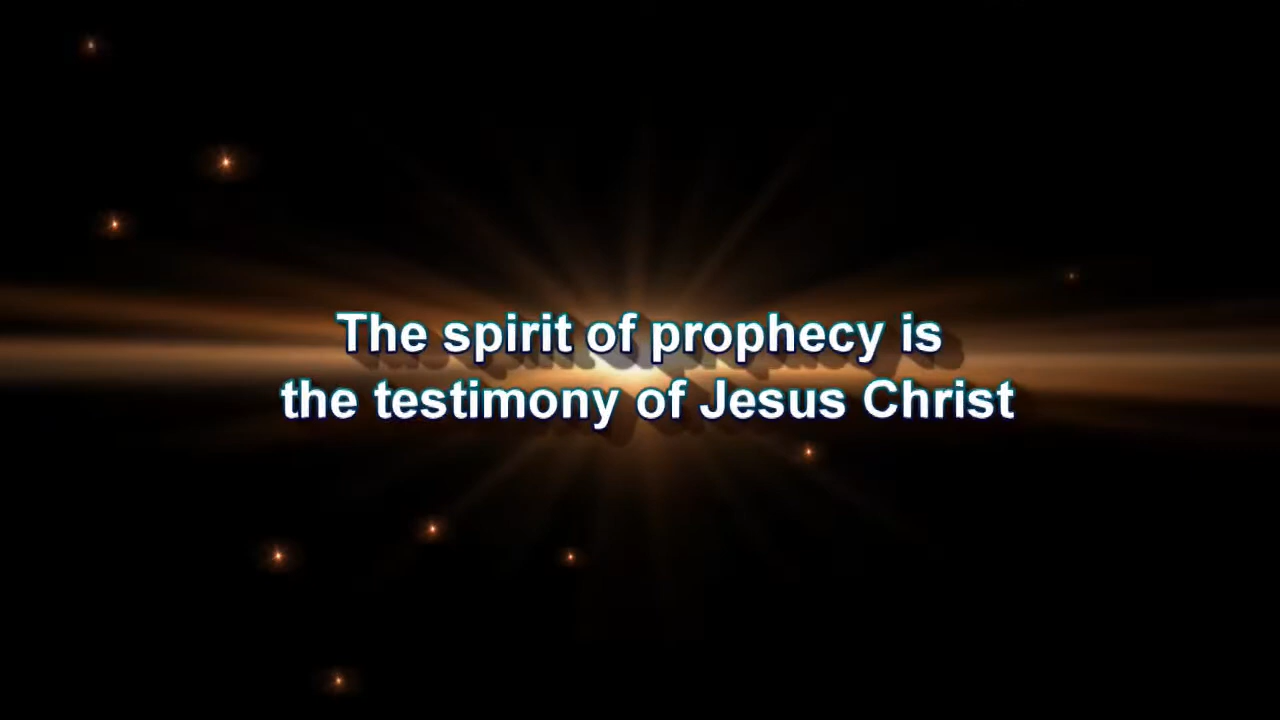 The spirit of prophecy is
the testimony of Jesus Christ